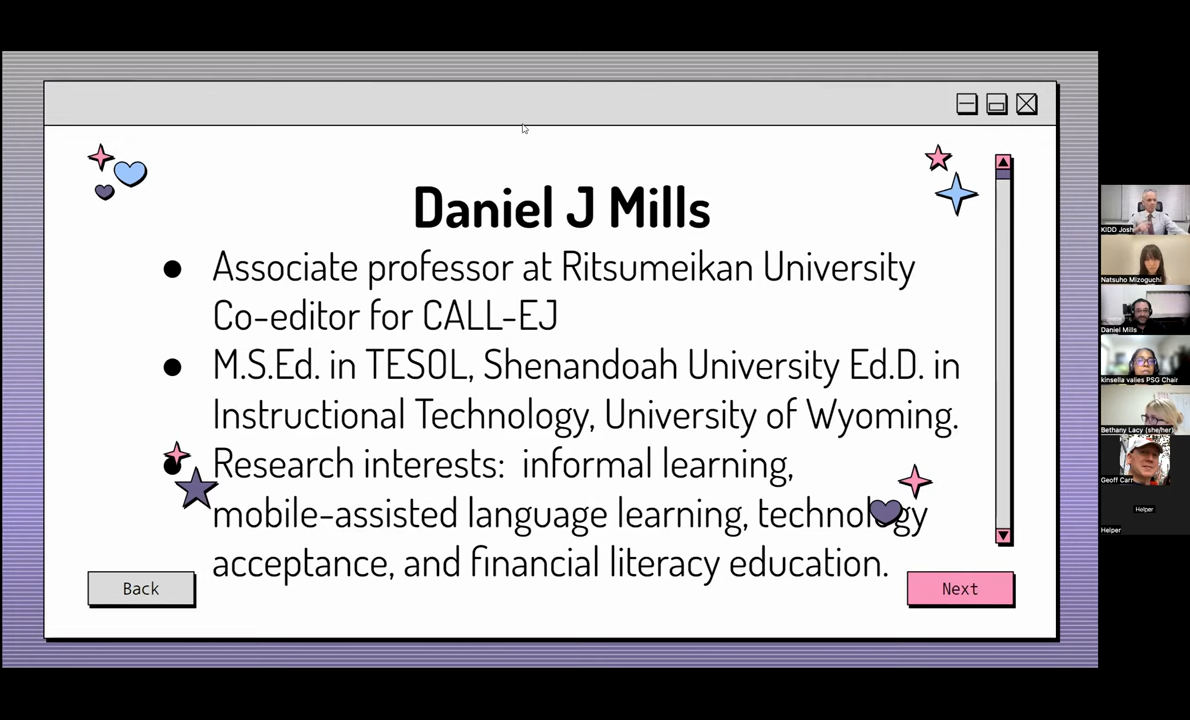 Daniel J Mills
● Associate professor at Ritsumeikan University
Co-editor for CALL-EJ
● M.S.Ed. in TESOL, Shenandoah University Ed.D. in
Instructional Technology, University of Wyoming.
● Research interests:  informal learning,
mobile-assisted language learning, technology
acceptance, and financial literacy education.
Back
Next
KIDD Josh
Natsuho Mizoguchi
Daniel Mills
kinsella valies PSG Chair
Bethany Lacy (she/her)
Geoff Carr
Helper
Helper